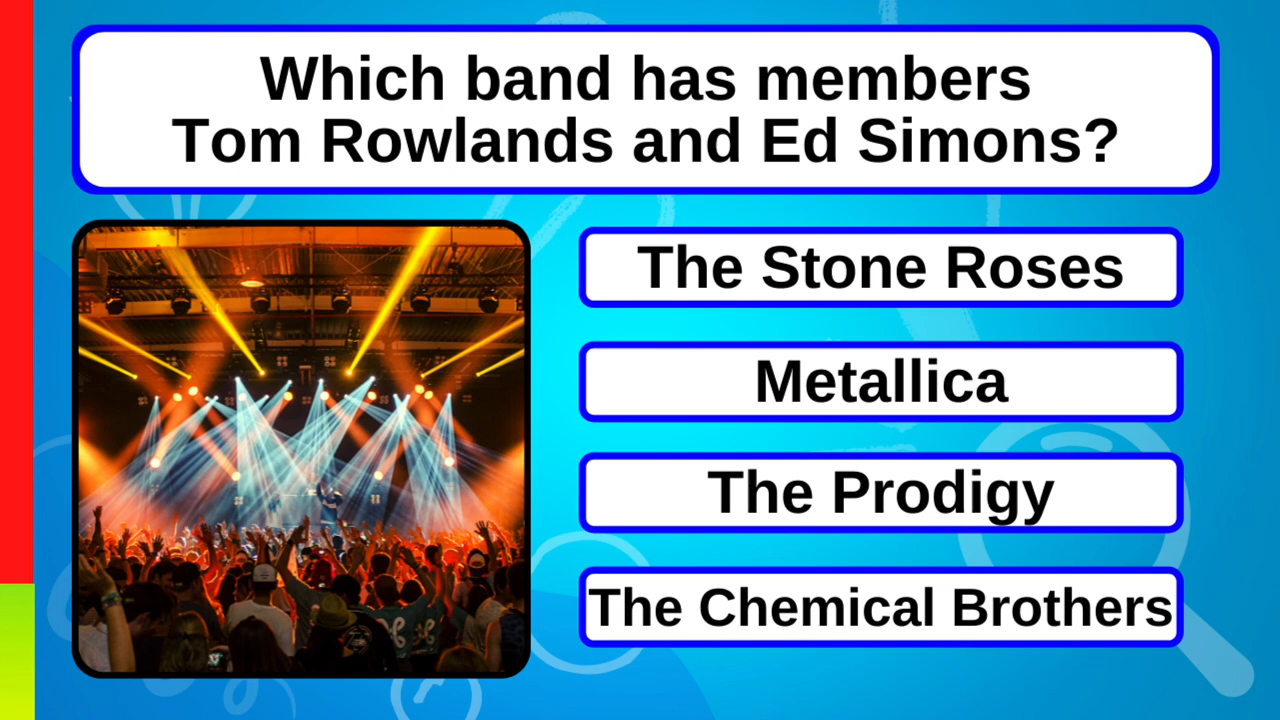 Which band has members
Tom Rowlands and Ed Simons?
The Stone Roses
Metallica
The Prodigy
The Chemical Brothers